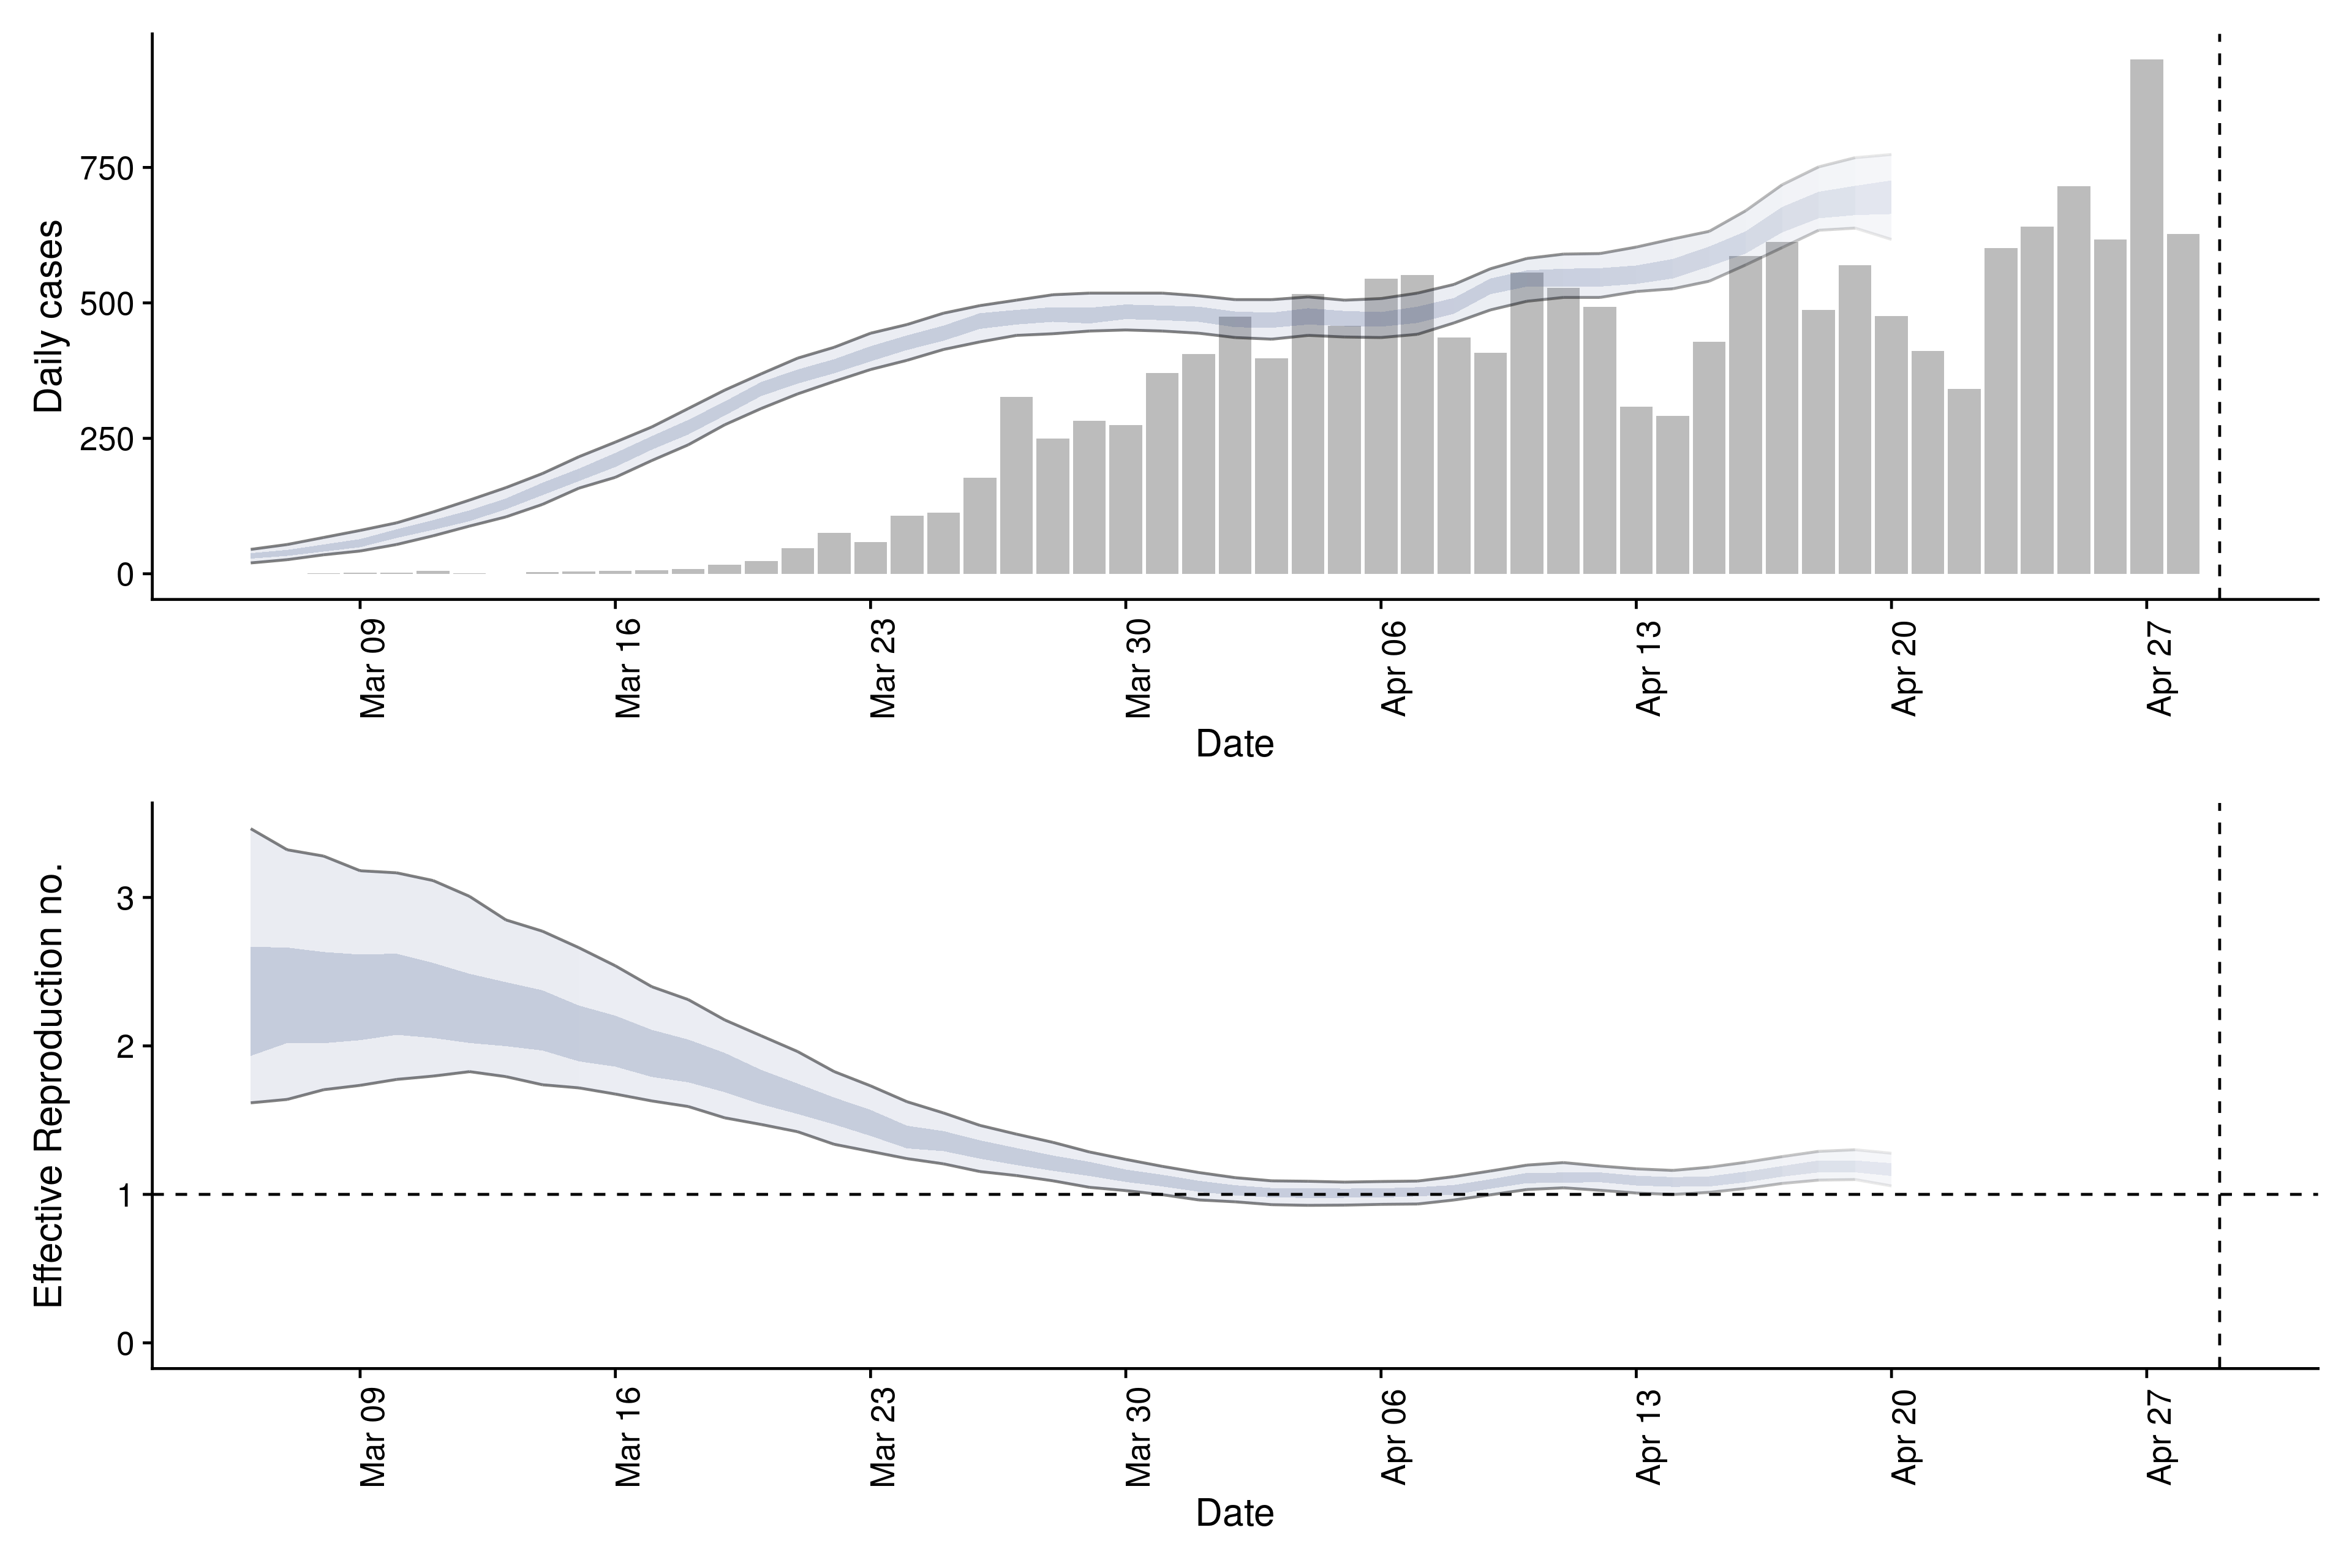 Daily cases
750
500
250
0
Mar 09
Mar 16
Mar 23
Mar 30
Apr 06
Apr 13
Apr 20
Apr 27
Date
Effective Reproduction no.
3
2
1
0
Mar 09
Mar 16
Mar 23
Mar 30
Apr 06
Apr 13
Apr 20
Apr 27
Date